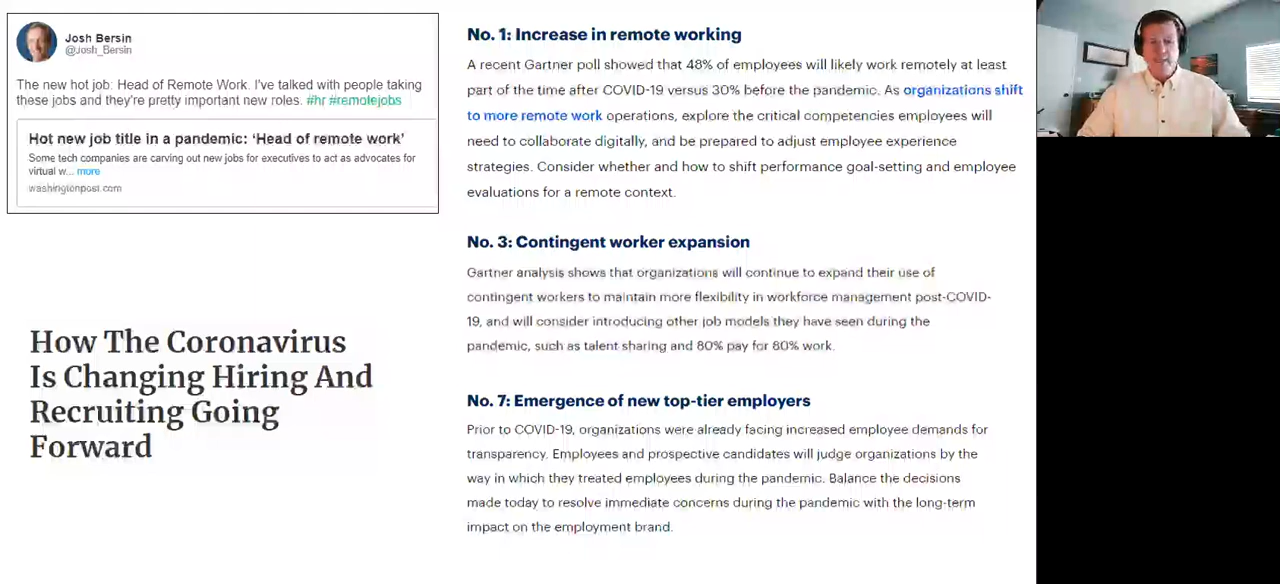 Josh Bersin
@Josh_Bersin
The new hot job: Head of Remote Work. I've talked with people taking
these jobs and they're pretty important new roles. #hr #remotejobs
Hot new job title in a pandemic: ‘Head of remote work’
Some tech companies are carving out new jobs for executives to act as advocates for
virtual w... more
washingtonpost.com
How The Coronavirus
Is Changing Hiring And
Recruiting Going
Forward
No. 1: Increase in remote working
A recent Gartner poll showed that 48% of employees will likely work remotely at least
part of the time after COVID-19 versus 30% before the pandemic. As organizations shift
to more remote work operations, explore the critical competencies employees will
need to collaborate digitally, and be prepared to adjust employee experience
strategies. Consider whether and how to shift performance goal-setting and employee
evaluations for a remote context.
No. 3: Contingent worker expansion
Gartner analysis shows that organizations will continue to expand their use of
contingent workers to maintain more flexibility in workforce management post-COVID-
19, and will consider introducing other job models they have seen during the
pandemic, such as talent sharing and 80% pay for 80% work.
No. 7: Emergence of new top-tier employers
Prior to COVID-19, organizations were already facing increased employee demands for
transparency. Employees and prospective candidates will judge organizations by the
way in which they treated employees during the pandemic. Balance the decisions
made today to resolve immediate concerns during the pandemic with the long-term
impact on the employment brand.